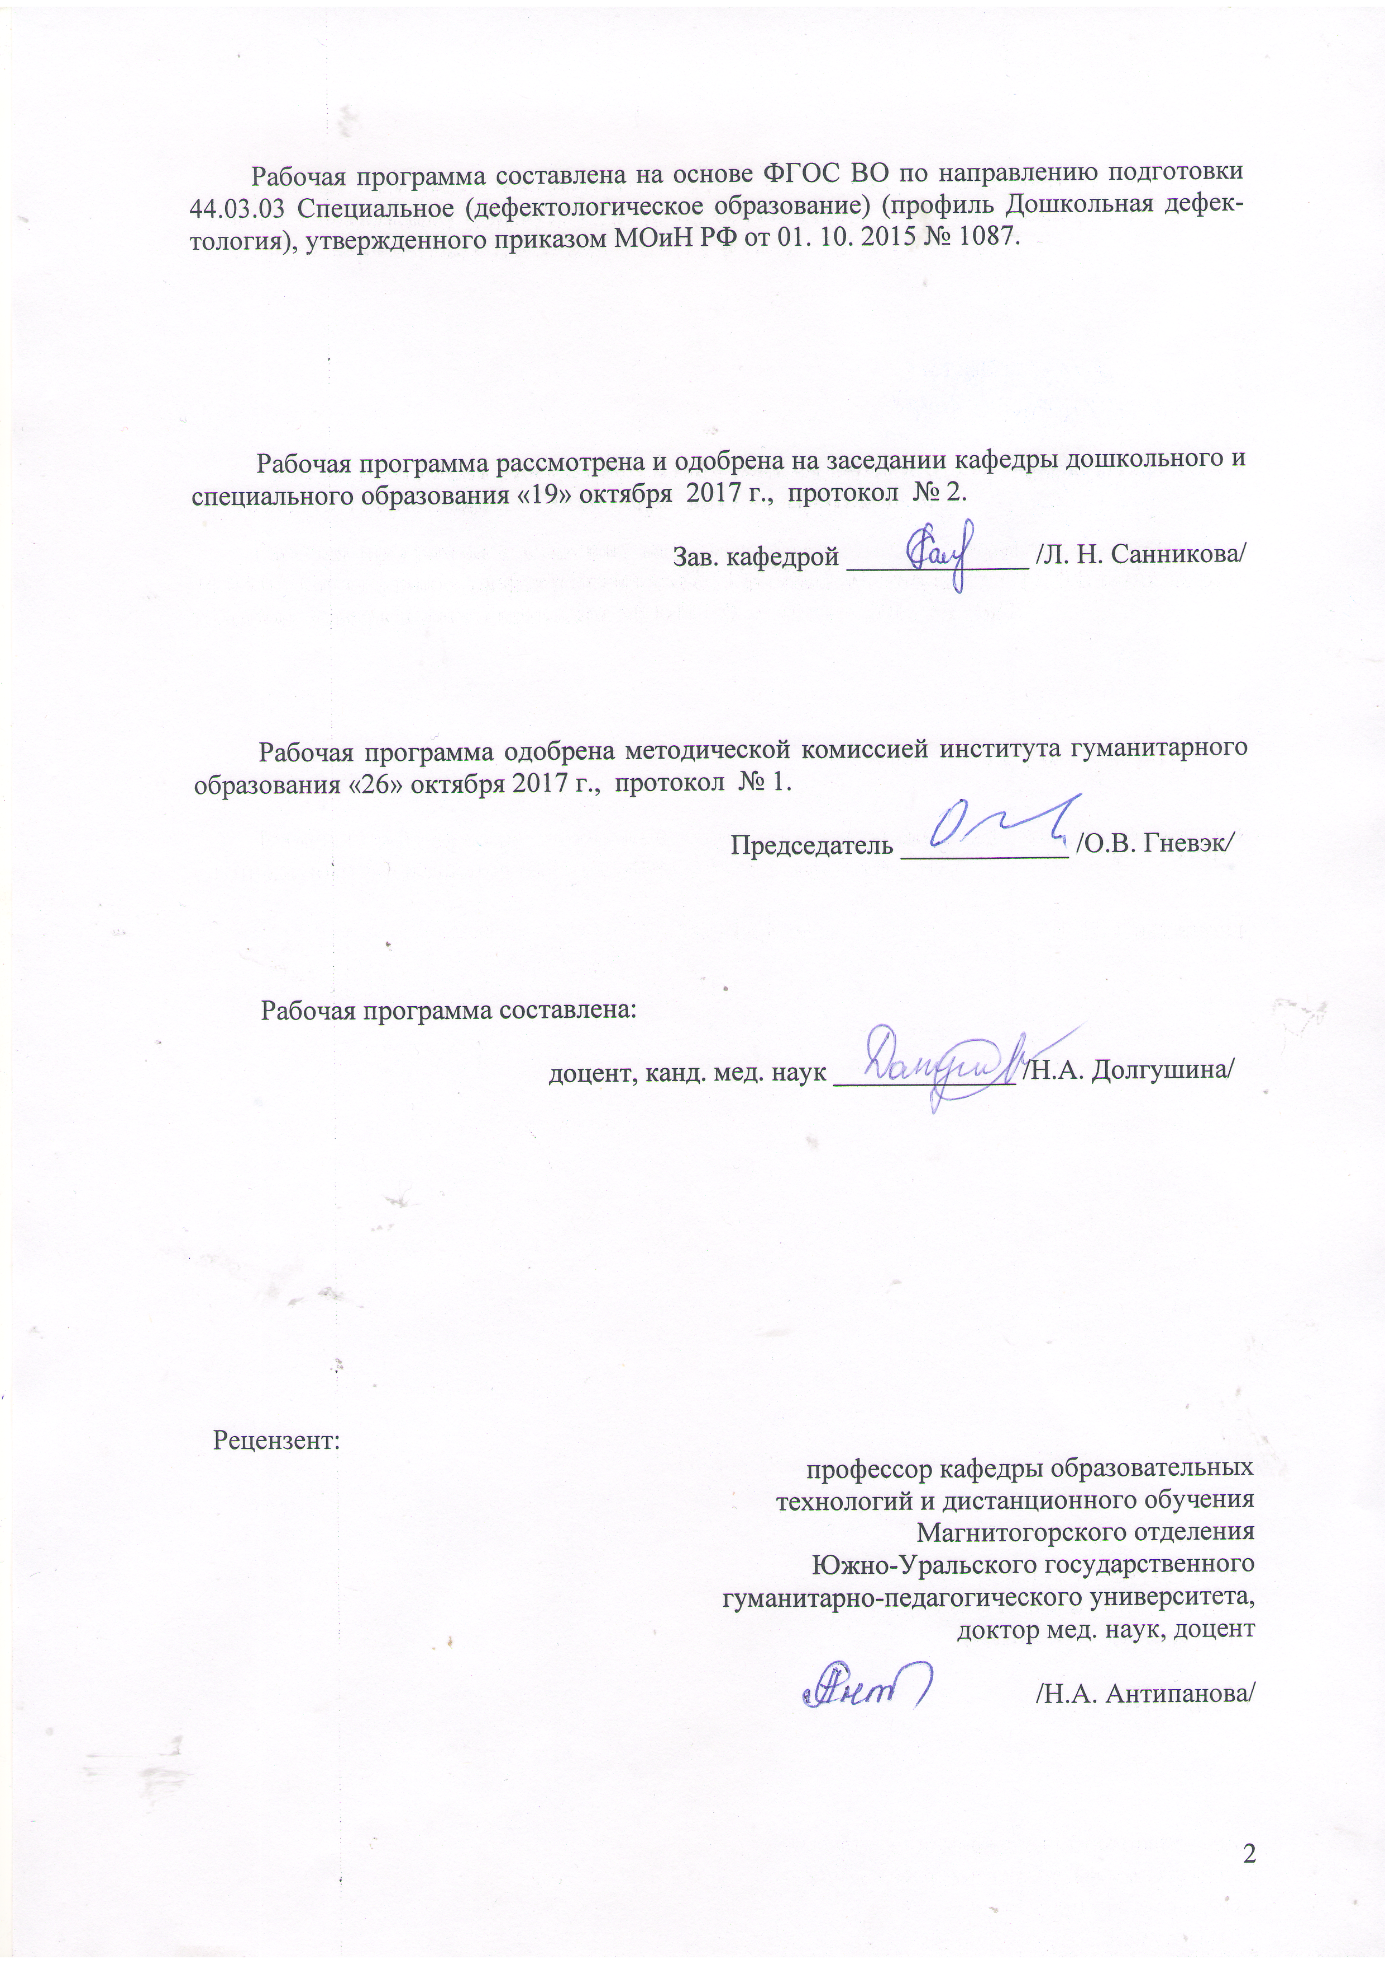 Рабочая программа составлена на основе ФГОС ВО по направлению подготовки
44.03.03 Специальное (дефектологическое образование) (профиль Дошкольная дефек-
тология), утвержденного приказом МОиН РФ от 01. 10. 2015 № 1087.
Рабочая программа рассмотрена и одобрена на заседании кафедры дошкольного и
специального образования «19» октября 2017 г., протокол № 2.
Зав. кафедрой _____________ /Л. Н. Санникова/
Рабочая программа одобрена методической комиссией института гуманитарного
образования «26» октября 2017 г., протокол № 1.
Председатель ____________ /О.В. Гневэк/
Рабочая программа составлена:
доцент, канд. мед. наук _____________ /Н.А. Долгушина/
Рецензент:
профессор кафедры образовательных
технологий и дистанционного обучения
Магнитогорского отделения
Южно-Уральского государственного
гуманитарно-педагогического университета,
доктор мед. наук, доцент
/Н.А. Антипанова/
2